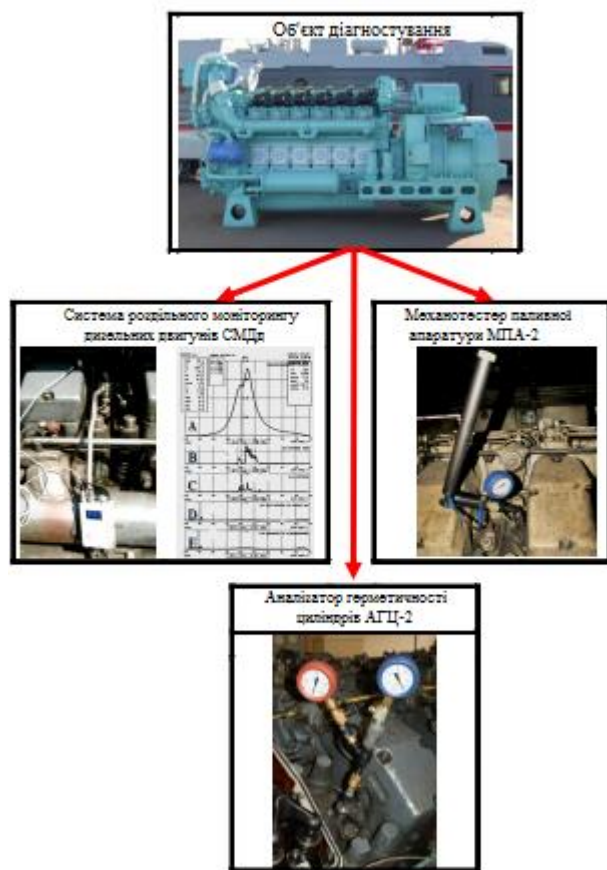 Об'єкт діагностування
Система роздільного моніторингу
дизельних двигунів СМДд
Механотестер паливної
апаратури МПА-2
A
B
C
D
E
Аналізатор герметичності
циліндрів АГЦ-2